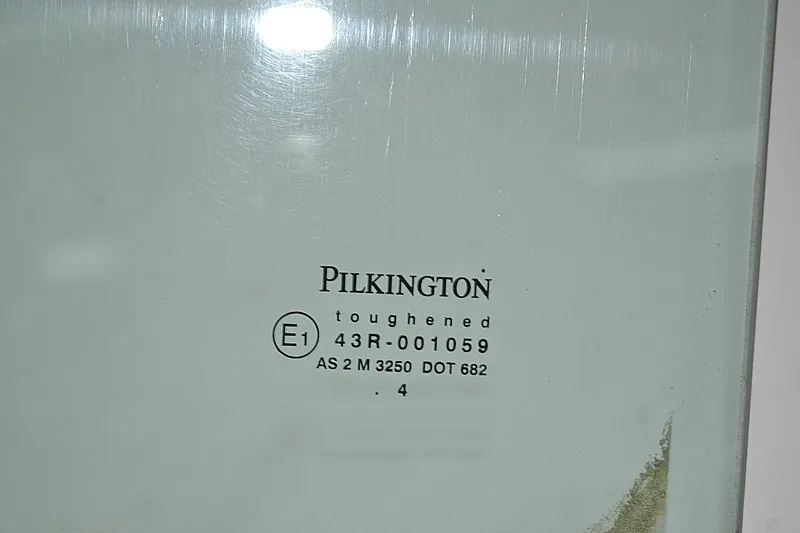 PILKINGTON
toughened
E1 43R-001059
AS 2 M 3250 DOT 682
. 4